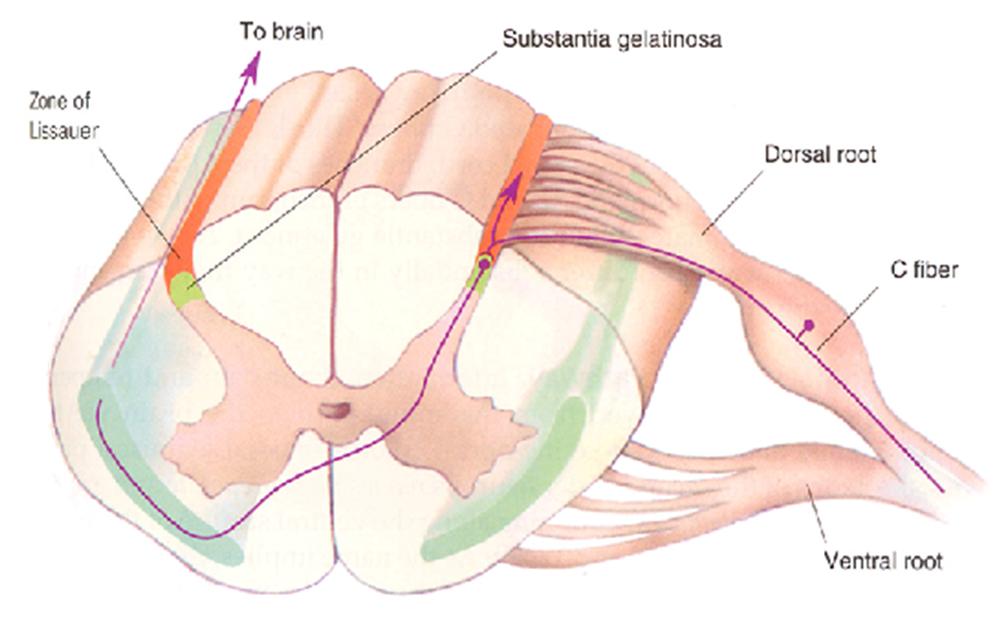 To brain
Substantia gelatinosa
Zone of
Lissauer
Dorsal root
C fiber
Ventral root